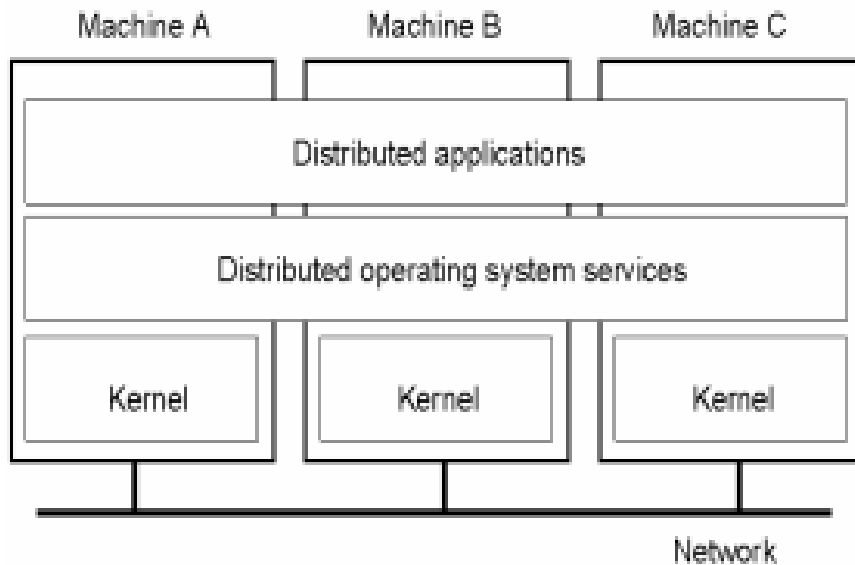 Machine A
Machine B
Machine C
Distributed applications
Distributed operating system services
Kernel
Kernel
Kernel
Network